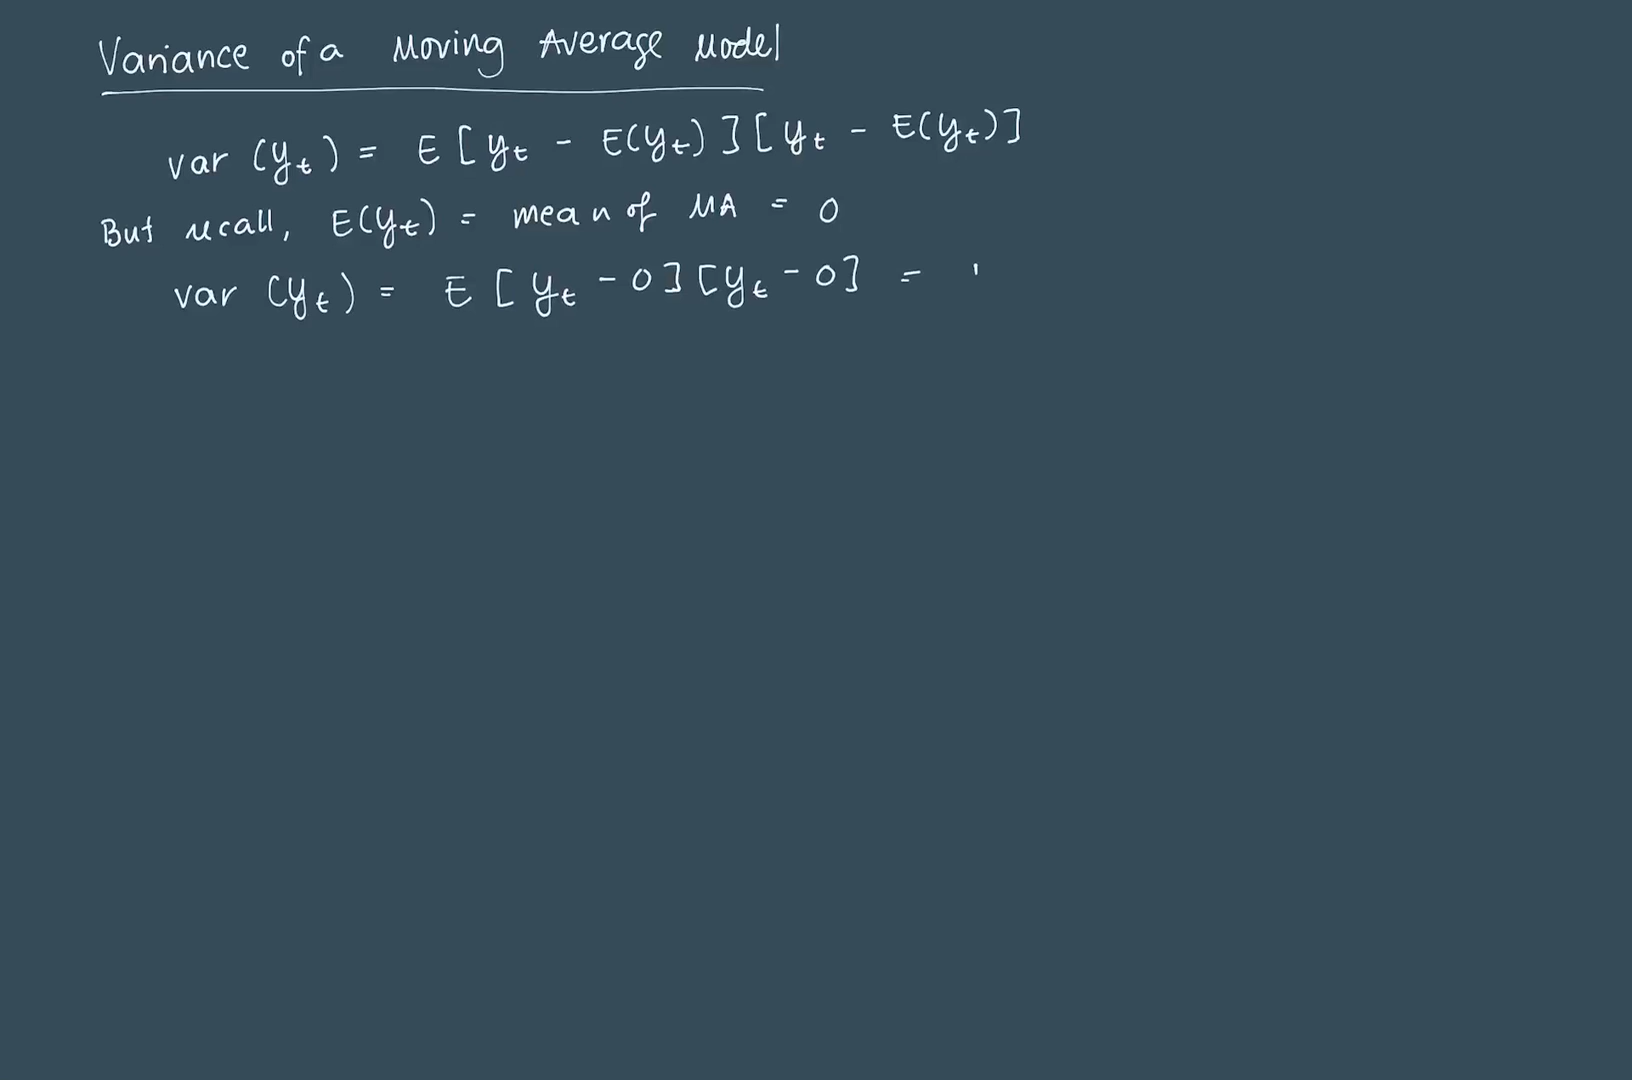 Variance of a Moving Average Model
var (yₜ) = E [yₜ - E(yₜ)][yₜ - E(yₜ)]
But recall, E(yₜ) = mean of MA = 0
var (yₜ) = E [yₜ - 0][yₜ - 0] =